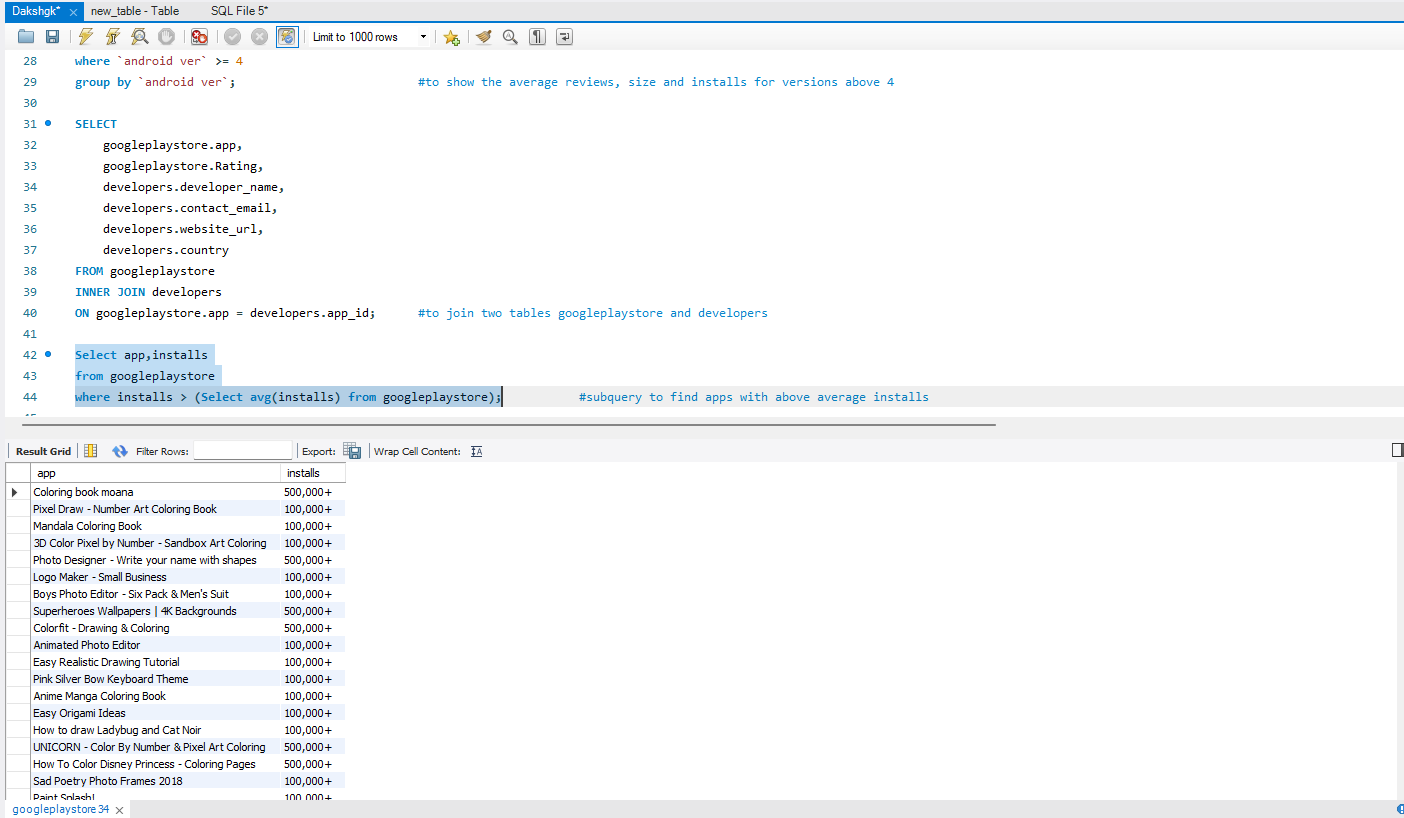 Dakshgk* new_table - Table SQL File 5*
Limit to 1000 rows
28 where `android ver` >= 4
29 group by `android ver`; #to show the average reviews, size and installs for versions above 4
30
31 SELECT
32 googleplaystore.app,
33 googleplaystore.Rating,
34 developers.developer_name,
35 developers.contact_email,
36 developers.website_url,
37 developers.country
38 FROM googleplaystore
39 INNER JOIN developers
40 ON googleplaystore.app = developers.app_id; #to join two tables googleplaystore and developers
41
42 Select app,installs
43 from googleplaystore
44 where installs > (Select avg(installs) from googleplaystore); #subquery to find apps with above average installs
Result Grid Filter Rows: Export: Wrap Cell Content:
app installs
Coloring book moana 500,000+
Pixel Draw - Number Art Coloring Book 100,000+
Mandala Coloring Book 100,000+
3D Color Pixel by Number - Sandbox Art Coloring 100,000+
Photo Designer - Write your name with shapes 500,000+
Logo Maker - Small Business 100,000+
Boys Photo Editor - Six Pack & Men's Suit 100,000+
Superheroes Wallpapers | 4K Backgrounds 500,000+
Colorfit - Drawing & Coloring 500,000+
Animated Photo Editor 100,000+
Easy Realistic Drawing Tutorial 100,000+
Pink Silver Bow Keyboard Theme 100,000+
Anime Manga Coloring Book 100,000+
Easy Origami Ideas 100,000+
How to draw Ladybug and Cat Noir 100,000+
UNICORN - Color By Number & Pixel Art Coloring 500,000+
How To Color Disney Princess - Coloring Pages 500,000+
Sad Poetry Photo Frames 2018 100,000+
Paint Splash! 100,000+
googleplaystore 34